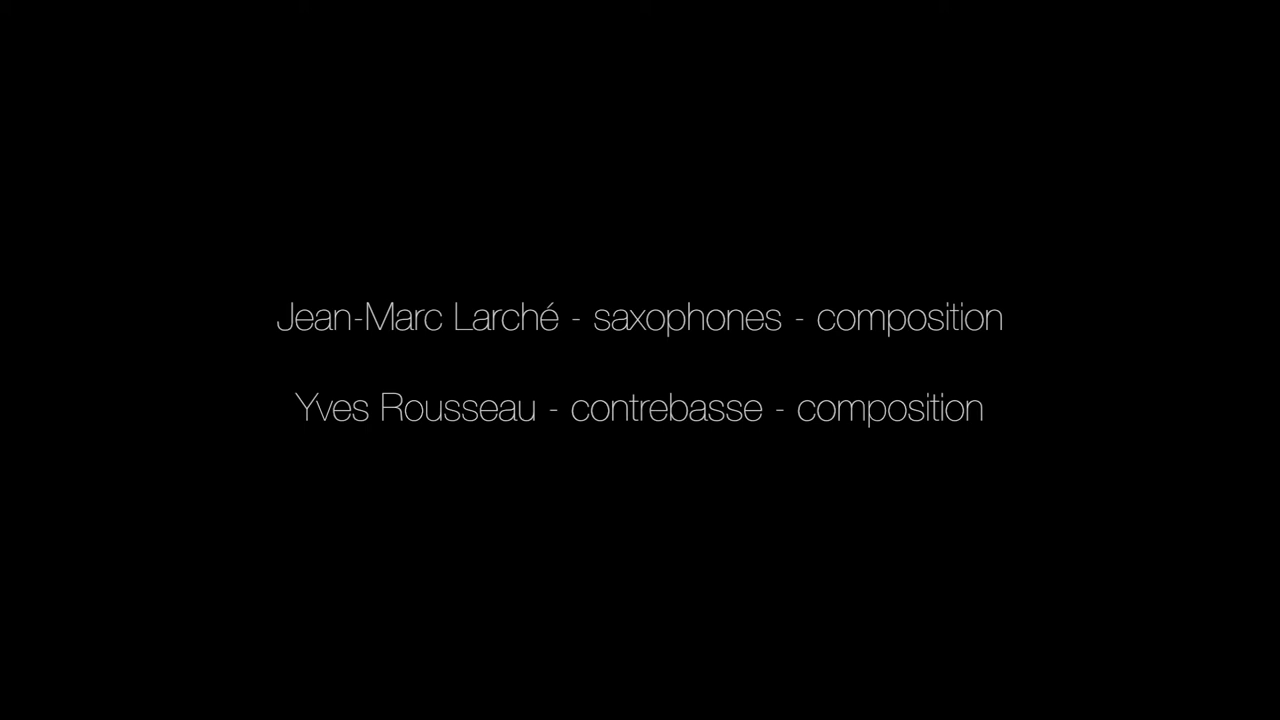 Jean-Marc Larché - saxophones - composition
Yves Rousseau - contrebasse - composition